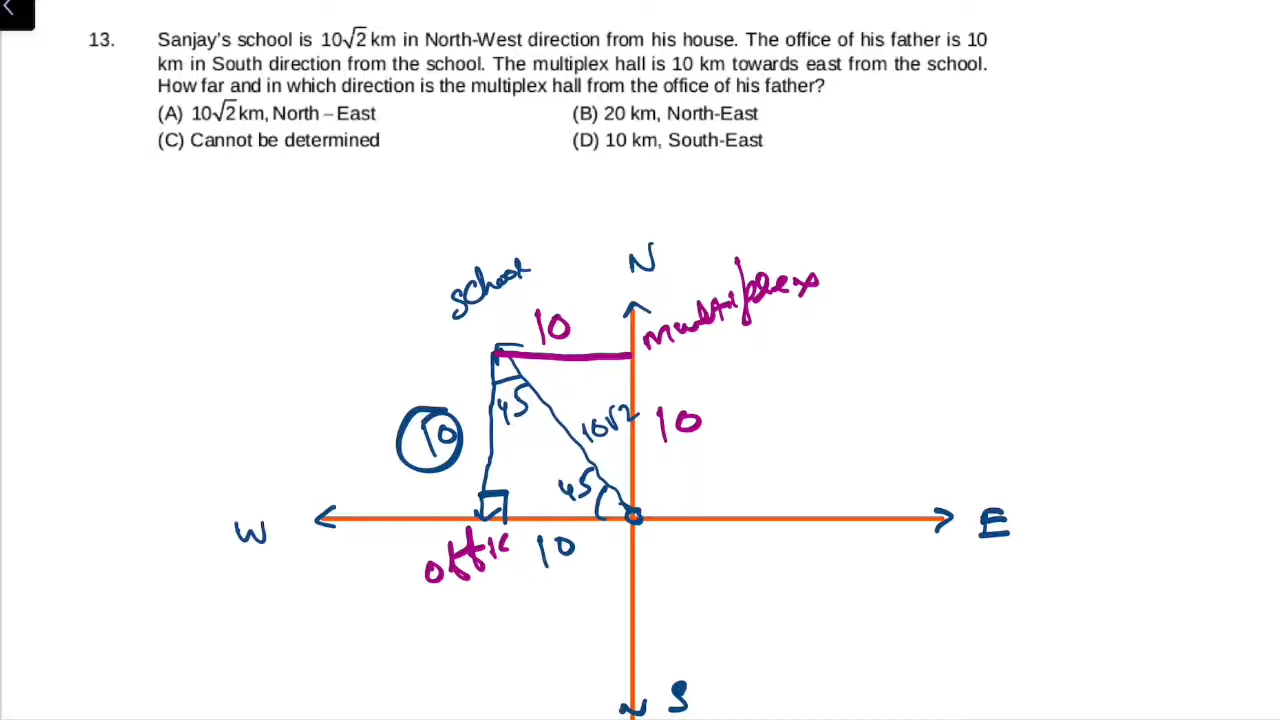 13. Sanjay's school is 10√2 km in North-West direction from his house. The office of his father is 10
km in South direction from the school. The multiplex hall is 10 km towards east from the school.
How far and in which direction is the multiplex hall from the office of his father?
(A) 10√2 km, North – East (B) 20 km, North-East
(C) Cannot be determined (D) 10 km, South-East
N
school
multiplex
10
45
10
10√2
10
45
W
E
offic
10
S